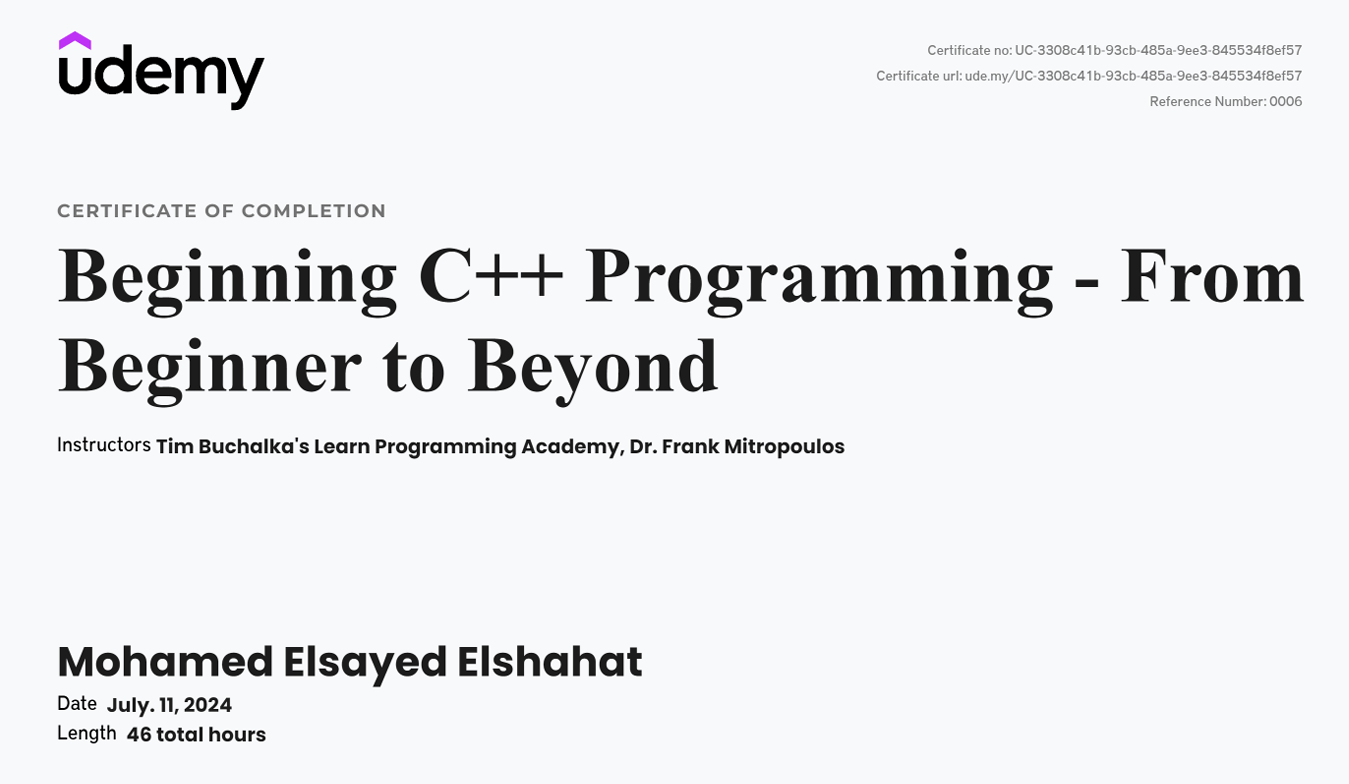 udemy
Certificate no: UC-3308c41b-93cb-485a-9ee3-845534f8ef57
Certificate url: ude.my/UC-3308c41b-93cb-485a-9ee3-845534f8ef57
Reference Number: 0006
CERTIFICATE OF COMPLETION
Beginning C++ Programming - From
Beginner to Beyond
Instructors Tim Buchalka's Learn Programming Academy, Dr. Frank Mitropoulos
Mohamed Elsayed Elshahat
Date July. 11, 2024
Length 46 total hours